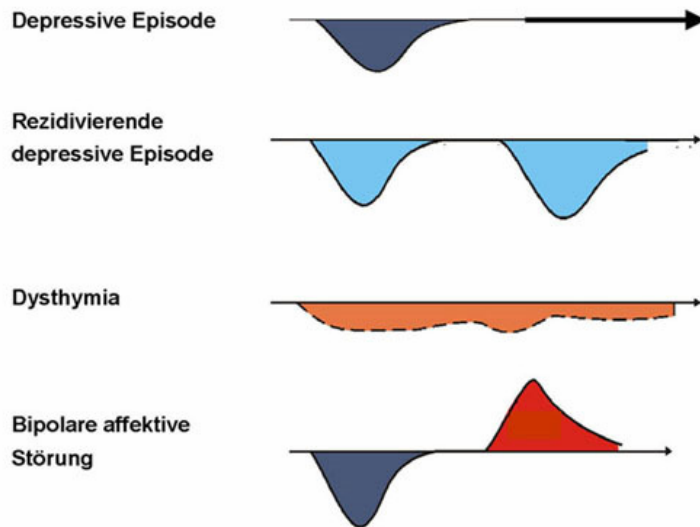 Depressive Episode
Rezidivierende
depressive Episode
Dysthymia
Bipolare affektive
Störung